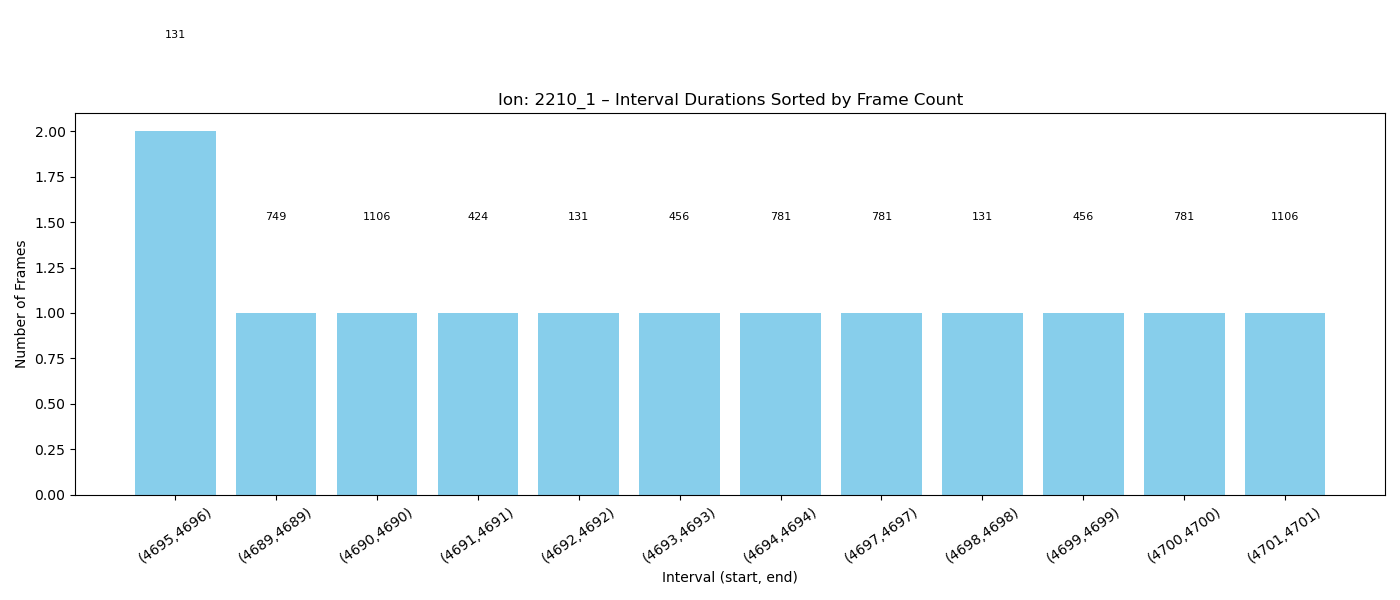 131
Ion: 2210_1 – Interval Durations Sorted by Frame Count
2.00
1.75
1.50
1.25
1.00
0.75
0.50
0.25
0.00
Number of Frames
749 1106 424 131 456 781 781 131 456 781 1106
(4695,4696) (4689,4689) (4690,4690) (4691,4691) (4692,4692) (4693,4693) (4694,4694) (4697,4697) (4698,4698) (4699,4699) (4700,4700) (4701,4701)
Interval (start, end)